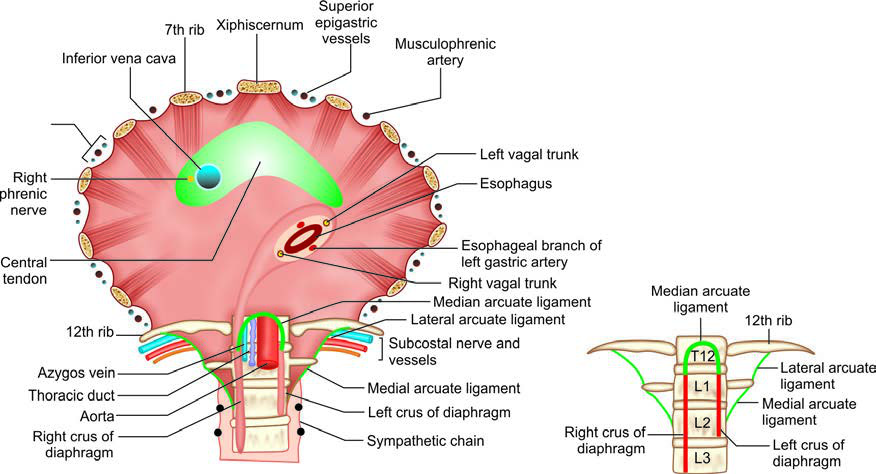 Superior
epigastric
vessels
Xiphiscernum
7th rib
Musculophrenic
artery
Inferior vena cava
Left vagal trunk
Esophagus
Right
phrenic
nerve
Esophageal branch of
left gastric artery
Central
tendon
Right vagal trunk
Median arcuate ligament
Lateral arcuate ligament
12th rib
Subcostal nerve and
vessels
Azygos vein
Thoracic duct
Aorta
Right crus of
diaphragm
Medial arcuate ligament
Left crus of diaphragm
Sympathetic chain
Median arcuate
ligament
12th rib
T12
L1
L2
L3
Lateral arcuate
ligament
Medial arcuate
ligament
Right crus of
diaphragm
Left crus of
diaphragm